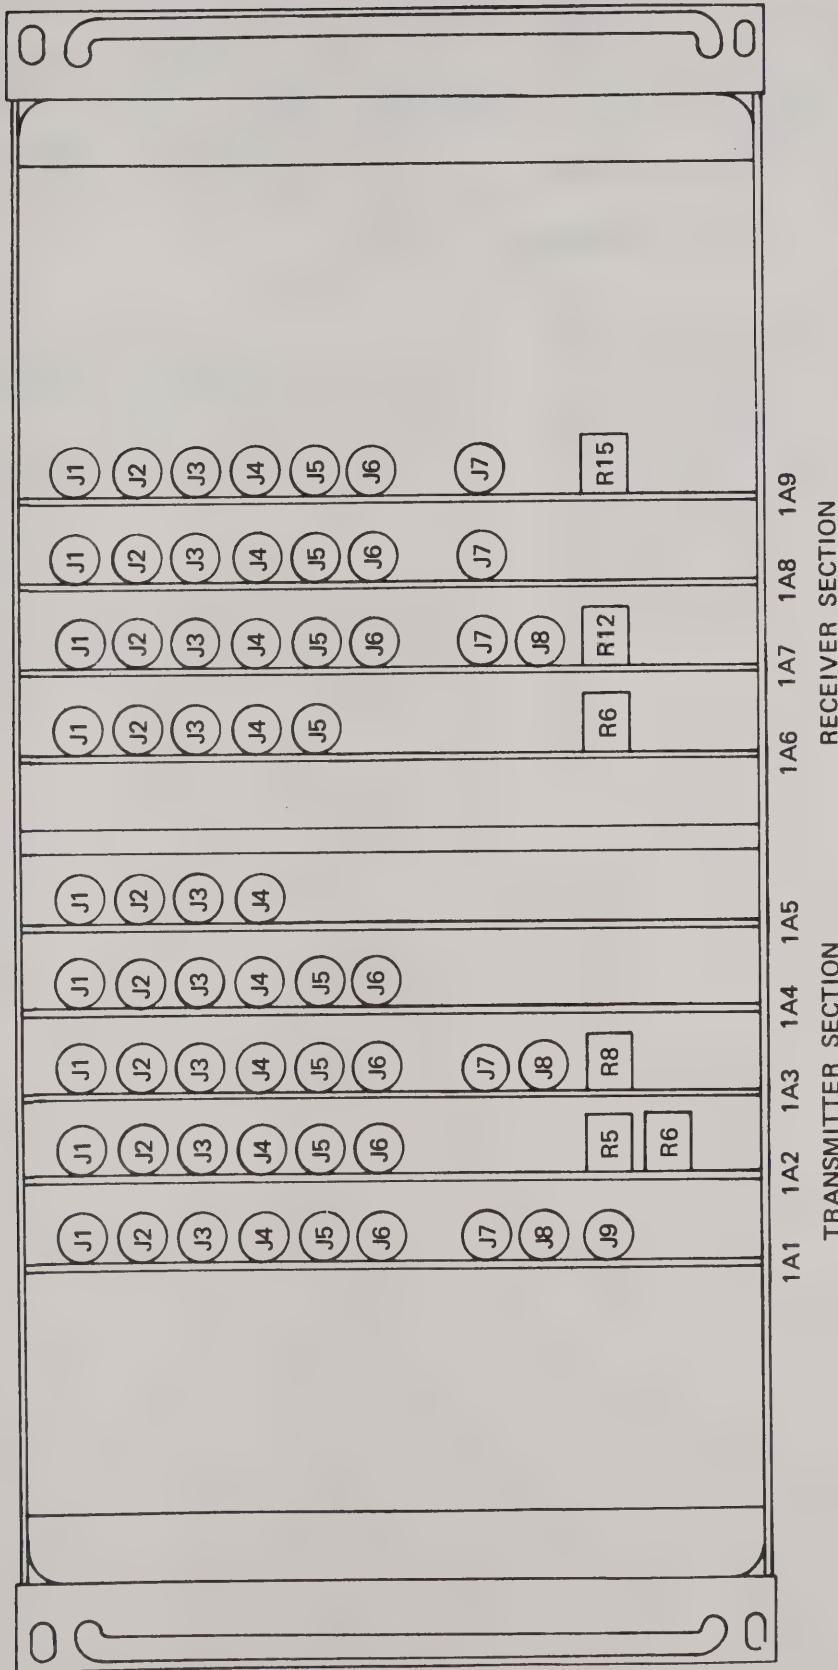 J1 J1 J1 J1 J1 J1 J1 J1 J1
J2 J2 J2 J2 J2 J2 J2 J2 J2
J3 J3 J3 J3 J3 J3 J3 J3 J3
J4 J4 J4 J4 J4 J4 J4 J4 J4
J5 J5 J5 J5 J5 J5 J5 J5
J6 J6 J6 J6 J6 J6 J6
J7 J7 J7 J7 J7
J8 J8 J8
J9 R5 R8 R6 R12 R15
R6
1A1 1A2 1A3 1A4 1A5 1A6 1A7 1A8 1A9
TRANSMITTER SECTION RECEIVER SECTION